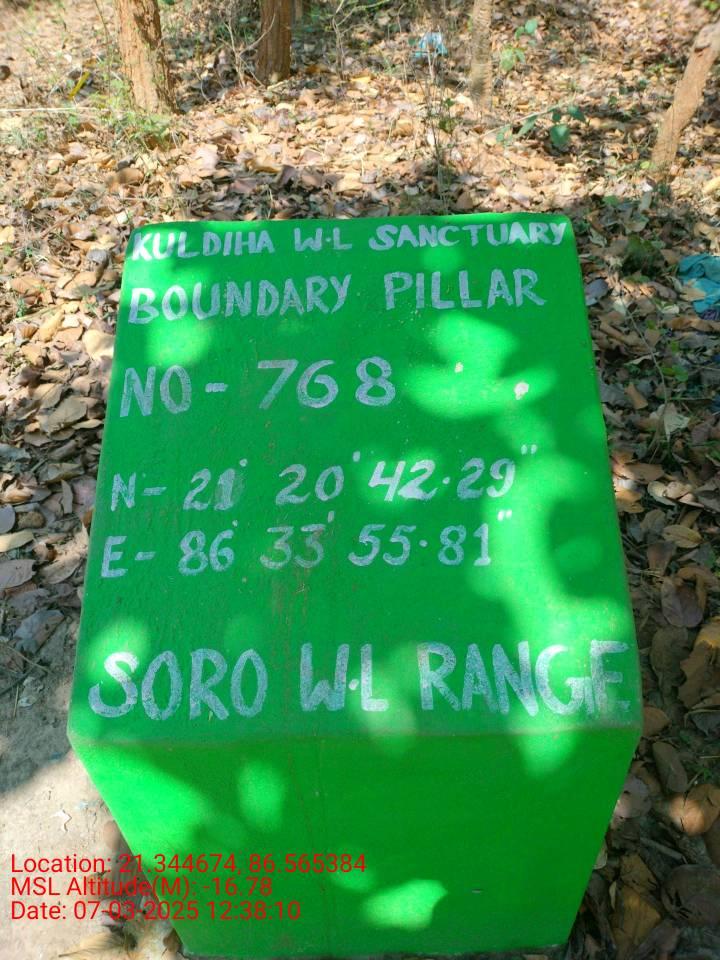 KULDIHA W.L SANCTUARY
BOUNDARY PILLAR
NO - 768
N - 21° 20' 42.29"
E - 86° 33' 55.81"
SORO W.L RANGE
Location: 21.344674, 86.565384
MSL Altitude(M): -16.78
Date: 07-03-2025 12:38:10